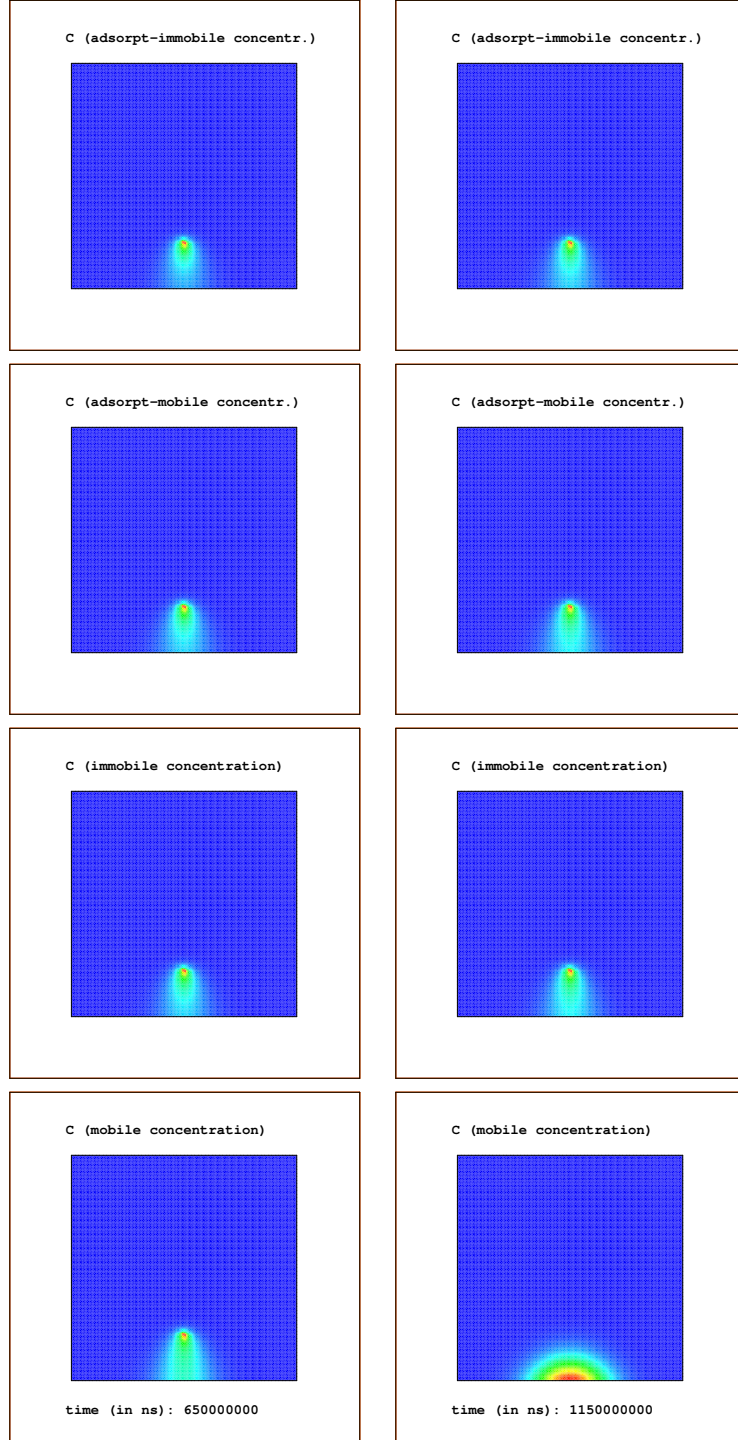 C (adsorpt-immobile concentr.)
C (adsorpt-immobile concentr.)
C (adsorpt-mobile concentr.)
C (adsorpt-mobile concentr.)
C (immobile concentration)
C (immobile concentration)
C (mobile concentration)
C (mobile concentration)
time (in ns): 650000000
time (in ns): 1150000000